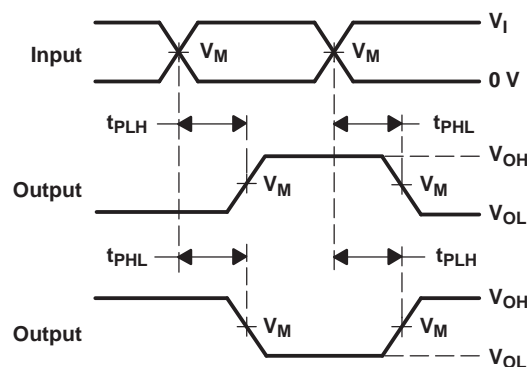 V_I
Input V_M V_M
0 V
t_PLH t_PHL
V_OH
Output V_M V_M
V_OL
t_PHL t_PLH
V_OH
Output V_M V_M
V_OL